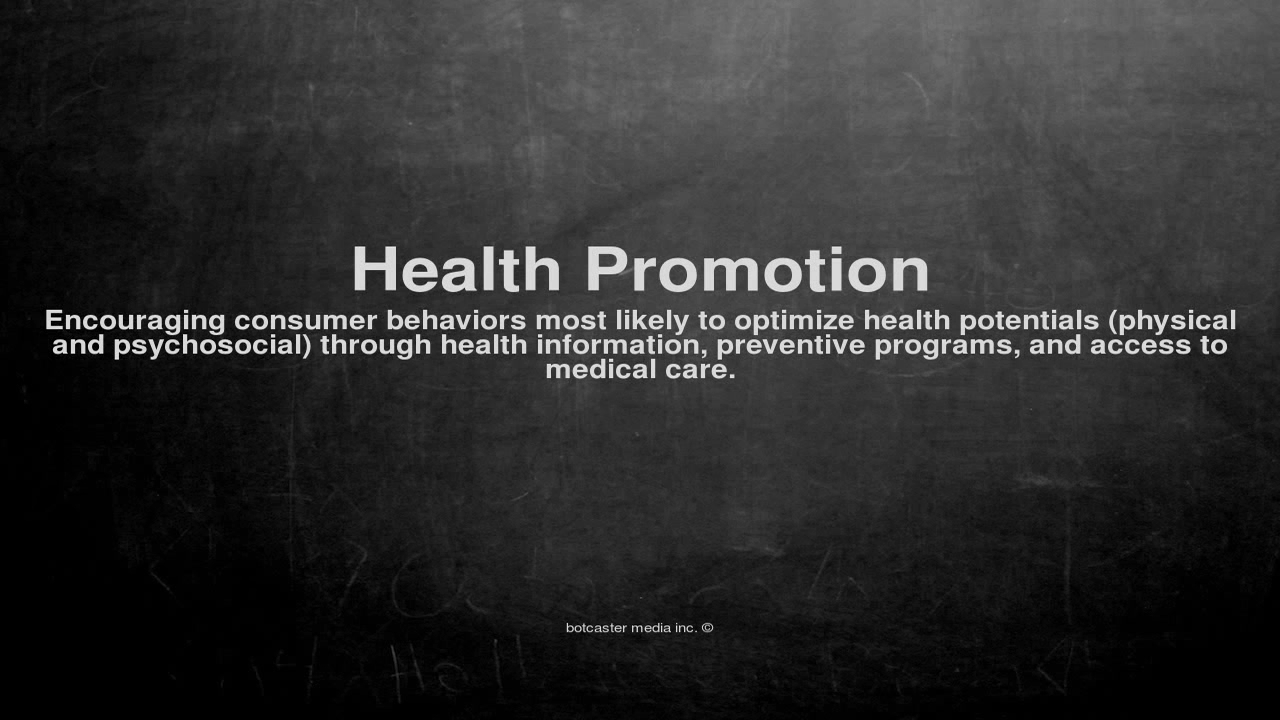 Health Promotion
Encouraging consumer behaviors most likely to optimize health potentials (physical
and psychosocial) through health information, preventive programs, and access to
medical care.
botcaster media inc. ©